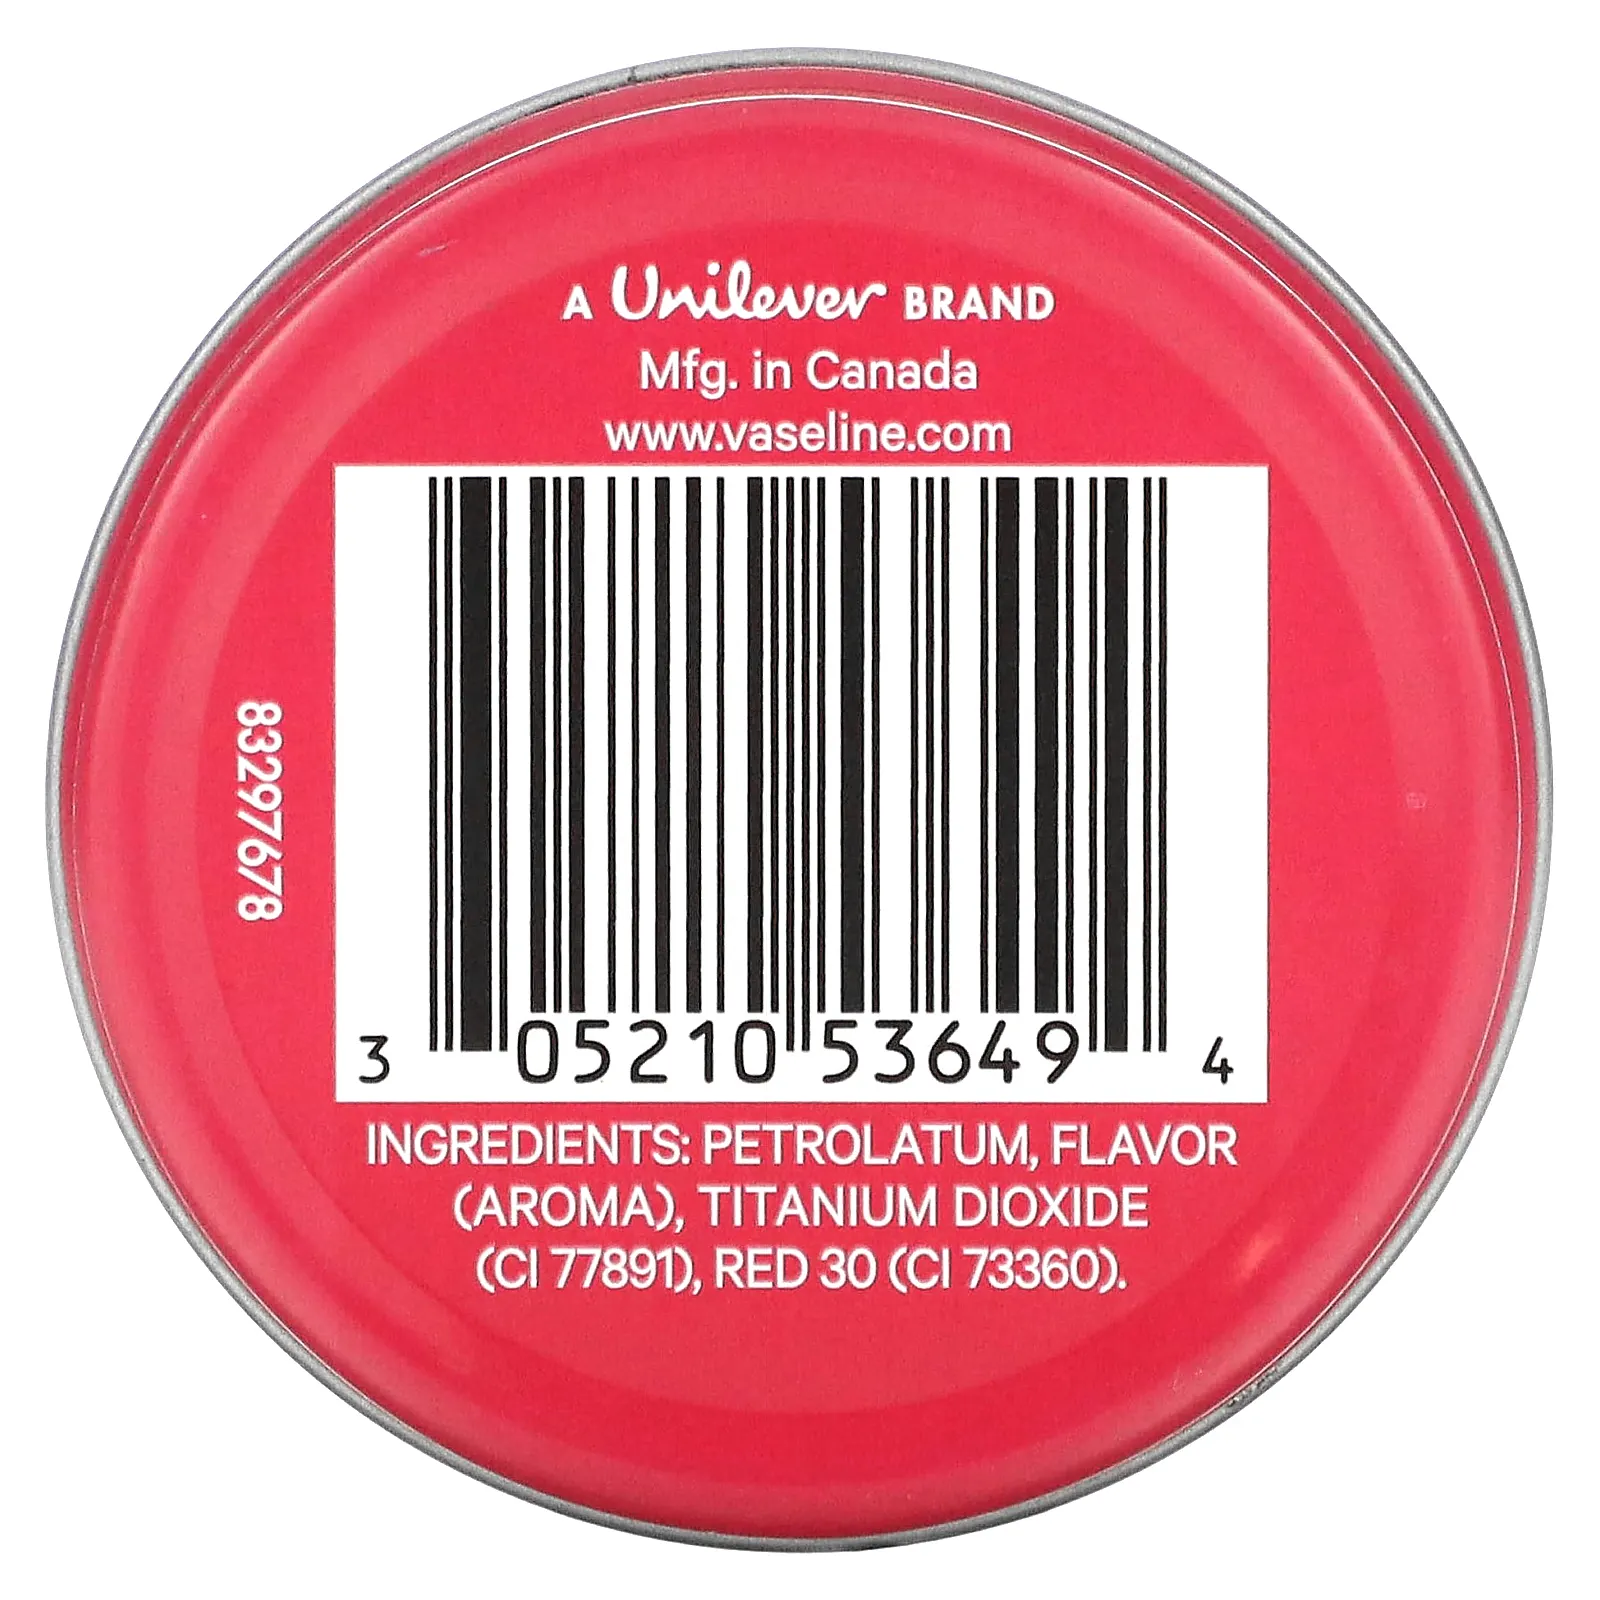 A Unilever BRAND
Mfg. in Canada
www.vaseline.com
83297678
3 05210 53649 4
INGREDIENTS: PETROLATUM, FLAVOR
(AROMA), TITANIUM DIOXIDE
(CI 77891), RED 30 (CI 73360).